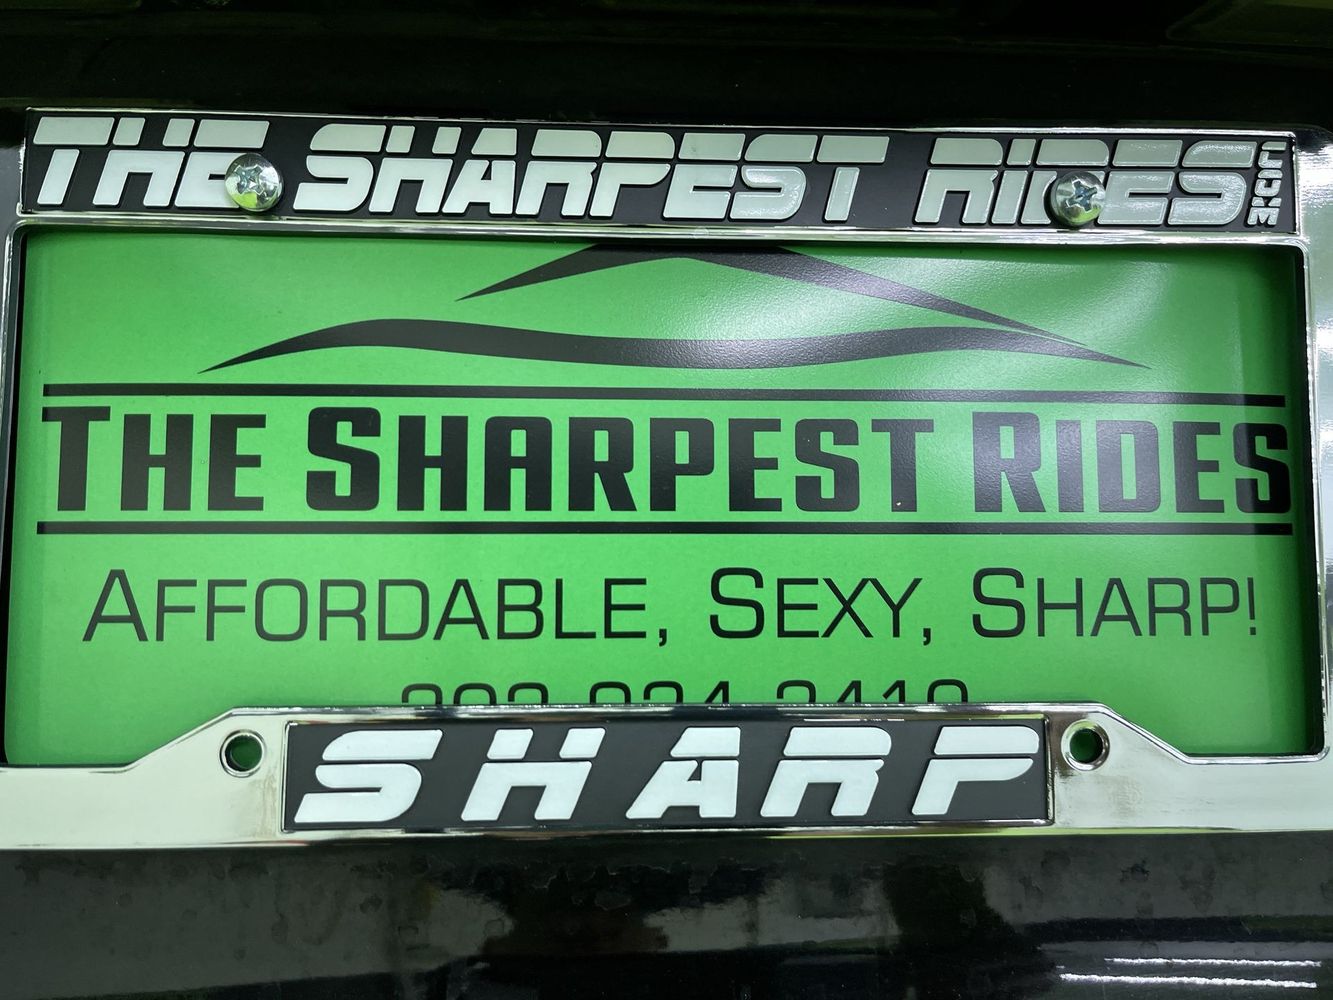 THE SHARPEST RIDES.COM
THE SHARPEST RIDES
AFFORDABLE, SEXY, SHARP!
SHARP